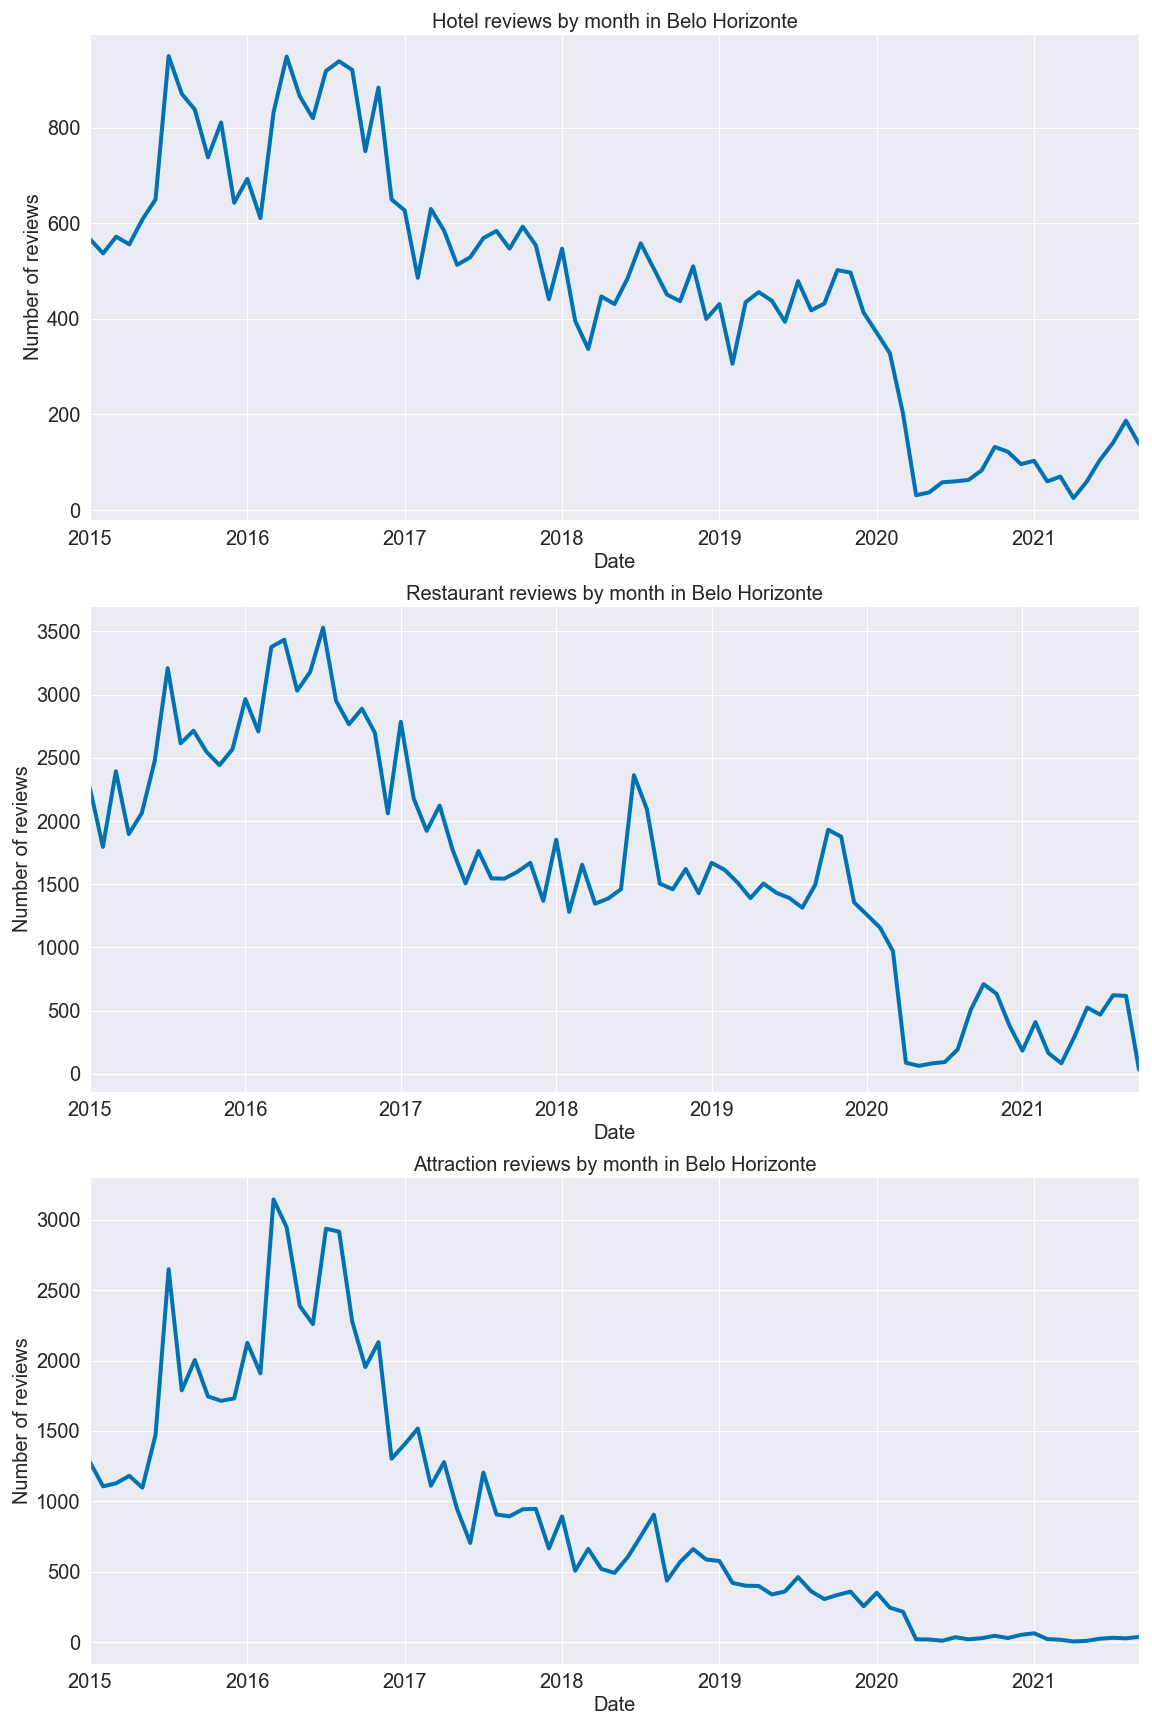 Hotel reviews by month in Belo Horizonte
800
600
400
200
0
Number of reviews
2015 2016 2017 2018 2019 2020 2021
Date
Restaurant reviews by month in Belo Horizonte
3500
3000
2500
2000
1500
1000
500
0
Number of reviews
2015 2016 2017 2018 2019 2020 2021
Date
Attraction reviews by month in Belo Horizonte
3000
2500
2000
1500
1000
500
0
Number of reviews
2015 2016 2017 2018 2019 2020 2021
Date